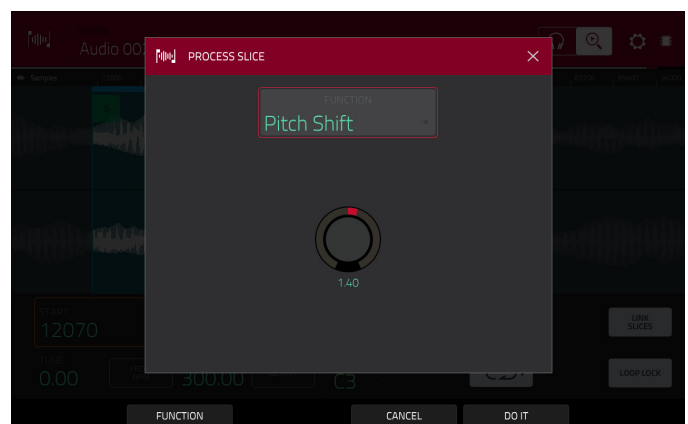 Audio 002
PROCESS SLICE
Samples
FUNCTION
Pitch Shift
1.40
START
12070
LINK
SLICES
TUNE
0.00
300.00
C3
LOOP LOCK
FUNCTION
CANCEL
DO IT